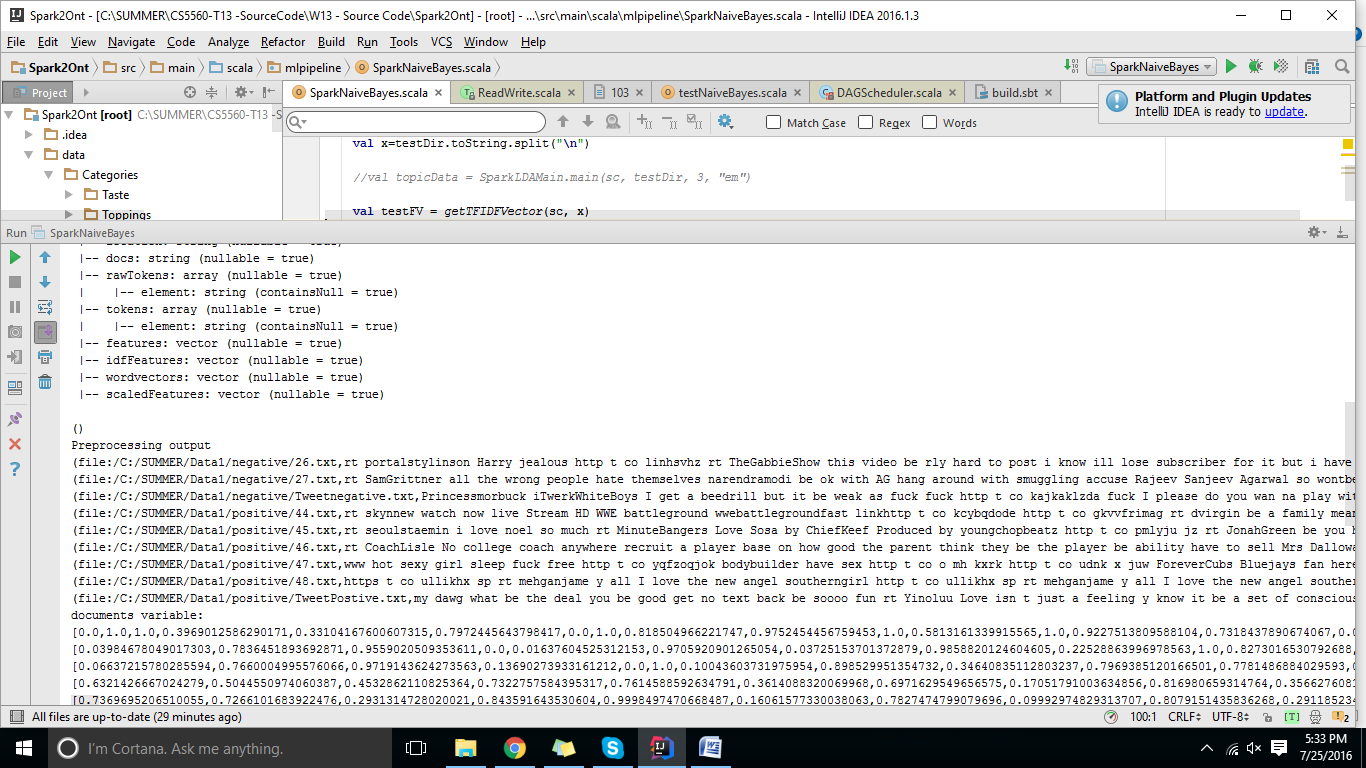 Spark2Ont - [C:\SUMMER\CS5560-T13 -SourceCode\W13 - Source Code\Spark2Ont] - [root] - ...\src\main\scala\mlpipeline\SparkNaiveBayes.scala - IntelliJ IDEA 2016.1.3
File Edit View Navigate Code Analyze Refactor Build Run Tools VCS Window Help
Spark2Ont src main scala mlpipeline SparkNaiveBayes.scala SparkNaiveBayes
Project SparkNaiveBayes.scala ReadWrite.scala 103 testNaiveBayes.scala DAGScheduler.scala build.sbt
Platform and Plugin Updates
IntelliJ IDEA is ready to update.
Spark2Ont [root] C:\SUMMER\CS5560-T13 -S
.idea
data
Categories
Taste
Toppings
Match Case Regex Words
val x=testDir.toString.split("\n")
//val topicData = SparkLDAMain.main(sc, testDir, 3, "em")
val testFV = getTFIDFVector(sc, x)
Run SparkNaiveBayes
|-- docs: string (nullable = true)
|-- rawTokens: array (nullable = true)
| |-- element: string (containsNull = true)
|-- tokens: array (nullable = true)
| |-- element: string (containsNull = true)
|-- features: vector (nullable = true)
|-- idfFeatures: vector (nullable = true)
|-- wordvectors: vector (nullable = true)
|-- scaledFeatures: vector (nullable = true)
()
Preprocessing output
(file:/C:/SUMMER/Data1/negative/26.txt,rt portalstylinson Harry jealous http t co linhsvhz rt TheGabbieShow this video be rly hard to post i know ill lose subscriber for it but i have
(file:/C:/SUMMER/Data1/negative/27.txt,rt SamGrittner all the wrong people hate themselves narendramodi be ok with AG hang around with smuggling accuse Rajeev Sanjeev Agarwal so wontbe
(file:/C:/SUMMER/Data1/negative/Tweetnegative.txt,Princessmorbuck iTwerkWhiteBoys I get a beedrill but it be weak as fuck fuck http t co kajkaklzda fuck I please do you wan na play wit
(file:/C:/SUMMER/Data1/positive/44.txt,rt skynnew watch now live Stream HD WWE battleground wwebattlegroundfast linkhttp t co kcybqdode http t co gkvvfrimag rt dvirgin be a family mean
(file:/C:/SUMMER/Data1/positive/45.txt,rt seoulstaemin i love noel so much rt MinuteBangers Love Sosa by ChiefKeef Produced by youngchopbeatz http t co pmlyju jz rt JonahGreen be you h
(file:/C:/SUMMER/Data1/positive/46.txt,rt CoachLisle No college coach anywhere recruit a player base on how good the parent think they be the player be ability have to sell Mrs Dallowa
(file:/C:/SUMMER/Data1/positive/47.txt,www hot sexy girl sleep fuck free http t co yqfzoqjok bodybuilder have sex http t co o mh kxrk http t co udnk x juw ForeverCubs Bluejays fan here
(file:/C:/SUMMER/Data1/positive/48.txt,https t co ullikhx sp rt mehganjame y all I love the new angel southerngirl http t co ullikhx sp rt mehganjame y all I love the new angel souther
(file:/C:/SUMMER/Data1/positive/TweetPostive.txt,my dawg what be the deal you be good get no text back be soooo fun rt Yinoluu Love isn t just a feeling y know it be a set of conscious
documents variable:
[0.0,1.0,1.0,0.3969012586290171,0.33104167600607315,0.7972445643798417,0.0,1.0,0.818504966221747,0.9752454456759453,1.0,0.5813161339915565,1.0,0.9227513809588104,0.7318437890674067,0.0
[0.03984678049017303,0.7836451893692871,0.9559020509353611,0.0,0.01637604525312153,0.9705920901265054,0.03725153701372879,0.9858820124604605,0.22528863996978563,1.0,0.8273016530792688,
[0.06637215780285594,0.7660004995576066,0.9719143624273563,0.13690273933161212,0.0,1.0,0.10043603731975954,0.898529951354732,0.34640835112803237,0.7969385120166501,0.7781486884029593,0
[0.6321426667024279,0.5044550974060387,0.4532862110825364,0.7322757584395317,0.7614588592634791,0.3614088320069968,0.6971629549656575,0.17051791003634856,0.816980659314764,0.3566276083
[0.7369695206510055,0.7266101683922476,0.2931314728020021,0.843591643530604,0.9998497470668487,0.16061577330038063,0.7827474799079696,0.09992974829313707,0.8079151435836268,0.291185234
All files are up-to-date (29 minutes ago) 100:1 CRLF UTF-8 [T] 2
I'm Cortana. Ask me anything. 5:33 PM
7/25/2016